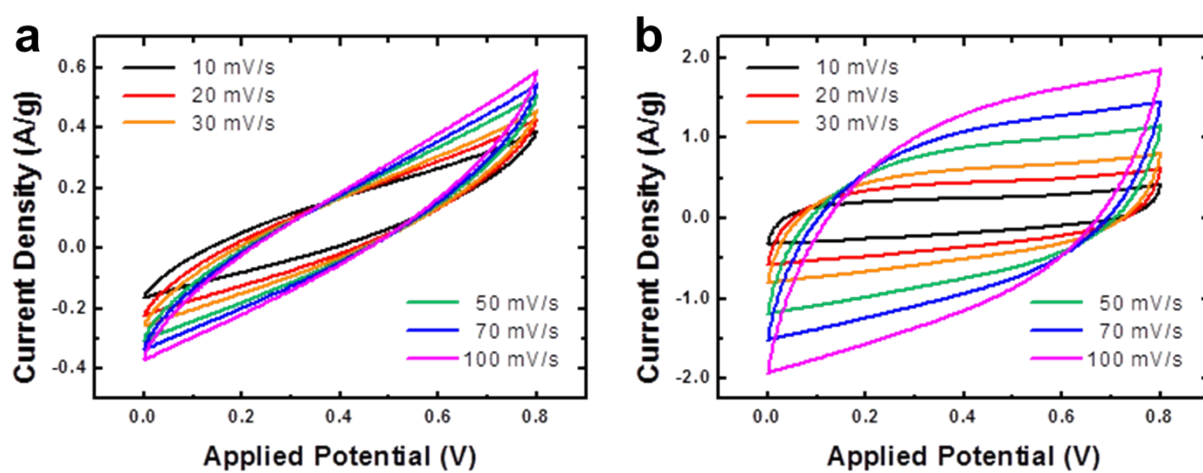 a
0.6
0.4
0.2
0.0
-0.2
-0.4
Current Density (A/g)
10 mV/s
20 mV/s
30 mV/s
50 mV/s
70 mV/s
100 mV/s
0.0 0.2 0.4 0.6 0.8
Applied Potential (V)
b
2.0
1.0
0.0
-1.0
-2.0
Current Density (A/g)
10 mV/s
20 mV/s
30 mV/s
50 mV/s
70 mV/s
100 mV/s
0.0 0.2 0.4 0.6 0.8
Applied Potential (V)